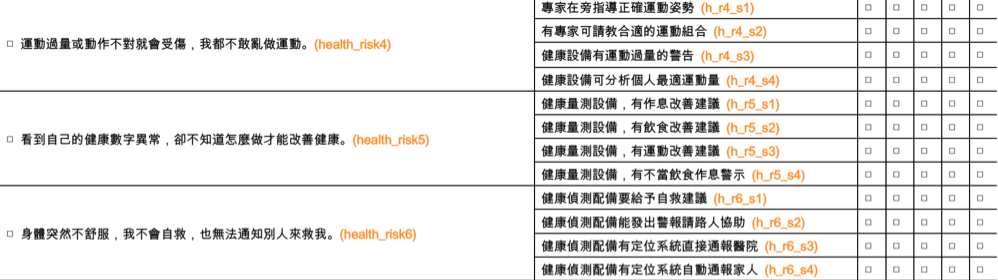 專家在旁指導正確運動姿勢 (h_r4_s1) □ □ □ □ □
□ 運動過量或動作不對就會受傷，我都不敢亂做運動。(health_risk4)
有專家可請教合適的運動組合 (h_r4_s2) □ □ □ □ □
健康設備有運動過量的警告 (h_r4_s3) □ □ □ □ □
健康設備可分析個人最適運動量 (h_r4_s4) □ □ □ □ □
□ 看到自己的健康數字異常，卻不知道怎麼做才能改善健康。(health_risk5)
健康量測設備，有作息改善建議 (h_r5_s1) □ □ □ □ □
健康量測設備，有飲食改善建議 (h_r5_s2) □ □ □ □ □
健康量測設備，有運動改善建議 (h_r5_s3) □ □ □ □ □
健康量測設備，有不當飲食作息警示 (h_r5_s4) □ □ □ □ □
□ 身體突然不舒服，我不會自救，也無法通知別人來救我。(health_risk6)
健康偵測配備要給予自救建議 (h_r6_s1) □ □ □ □ □
健康偵測配備能發出警報請路人協助 (h_r6_s2) □ □ □ □ □
健康偵測配備有定位系統直接通報醫院 (h_r6_s3) □ □ □ □ □
健康偵測配備有定位系統自動通報家人 (h_r6_s4) □ □ □ □ □